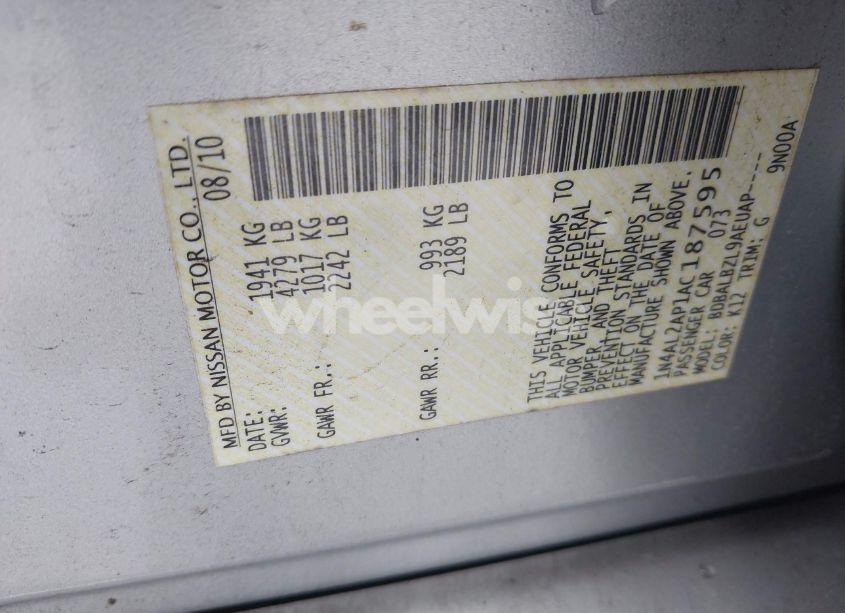 MFD BY NISSAN MOTOR CO., LTD.
DATE: 08/10
GVWR: 1941 KG
4279 LB
GAWR FR.: 1017 KG
2242 LB
GAWR RR.: 993 KG
2189 LB
THIS VEHICLE CONFORMS TO
ALL APPLICABLE FEDERAL
MOTOR VEHICLE SAFETY,
BUMPER, AND THEFT
PREVENTION STANDARDS IN
EFFECT ON THE DATE OF
MANUFACTURE SHOWN ABOVE.
1N4AL2AP1AC187595
PASSENGER CAR 073
MODEL: BDBALBZL9AEUAP----
COLOR: K12 TRIM: G 9N00A
wheelwis